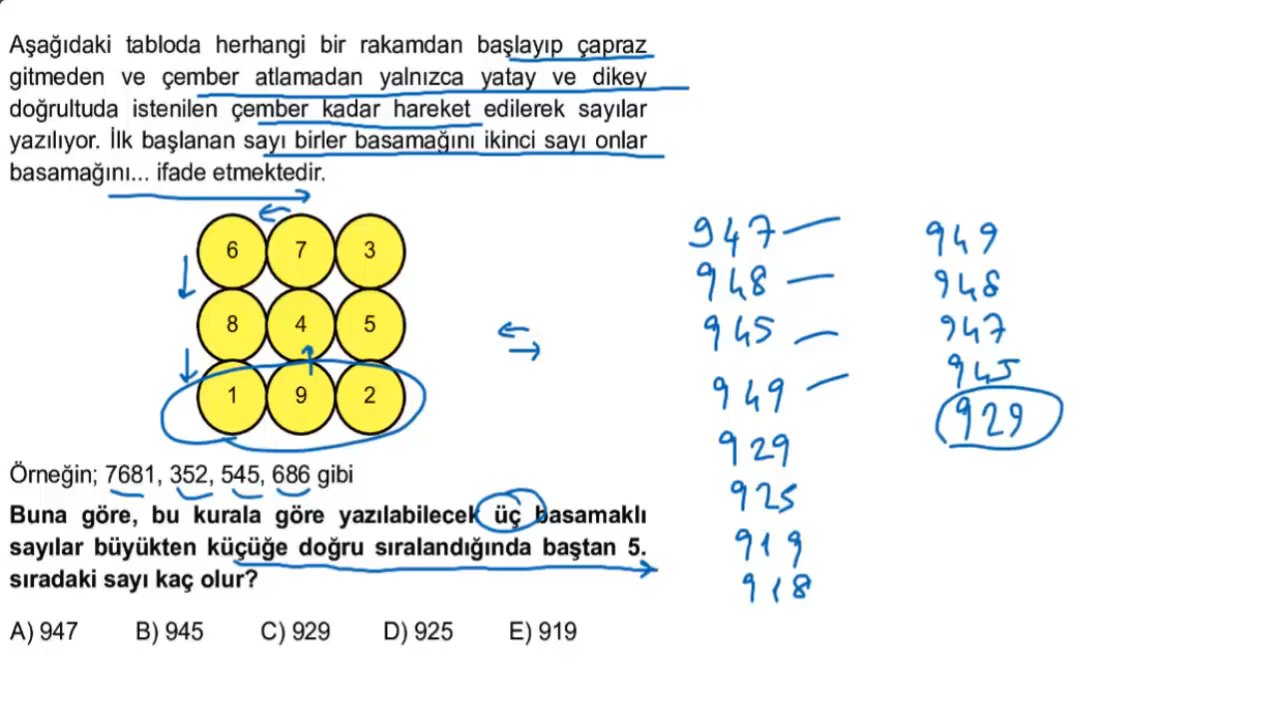 Aşağıdaki tabloda herhangi bir rakamdan başlayıp çapraz
gitmeden ve çember atlamadan yalnızca yatay ve dikey
doğrultuda istenilen çember kadar hareket edilerek sayılar
yazılıyor. İlk başlanan sayı birler basamağını ikinci sayı onlar
basamağını... ifade etmektedir.
6 7 3
8 4 5
1 9 2
Örneğin; 7681, 352, 545, 686 gibi
Buna göre, bu kurala göre yazılabilecek üç basamaklı
sayılar büyükten küçüğe doğru sıralandığında baştan 5.
sıradaki sayı kaç olur?
A) 947 B) 945 C) 929 D) 925 E) 919
947
948
945
949
929
925
919
918
949
948
947
945
929